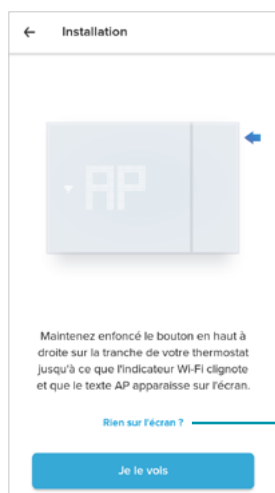 Installation
AP
Maintenez enfoncé le bouton en haut à
droite sur la tranche de votre thermostat
jusqu'à ce que l'indicateur Wi-Fi clignote
et que le texte AP apparaisse sur l'écran.
Rien sur l'écran ?
Je le vois